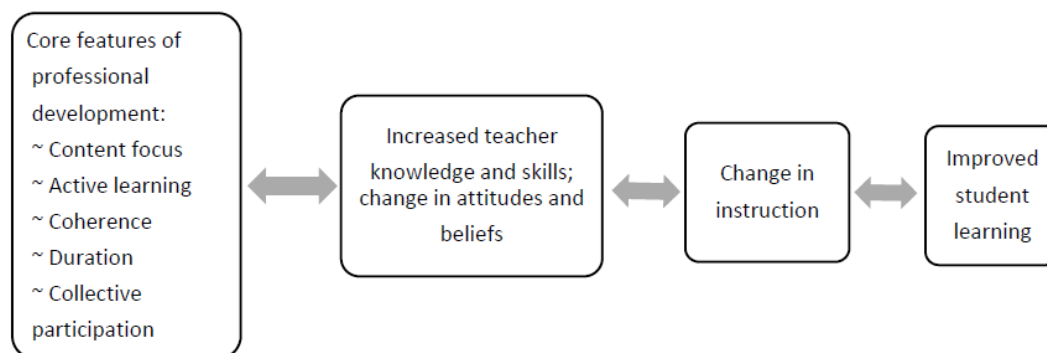 Core features of
professional
development:
~ Content focus
~ Active learning
~ Coherence
~ Duration
~ Collective
participation
Increased teacher
knowledge and skills;
change in attitudes and
beliefs
Change in
instruction
Improved
student
learning